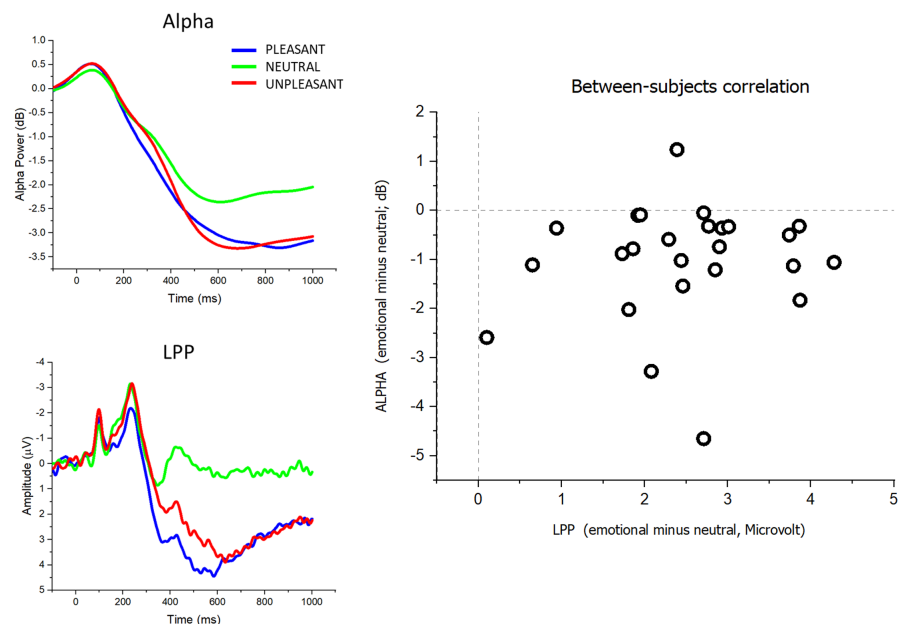 Alpha
PLEASANT
NEUTRAL
UNPLEASANT
Alpha Power (dB)
1.0
0.5
0.0
-0.5
-1.0
-1.5
-2.0
-2.5
-3.0
-3.5
0 200 400 600 800 1000
Time (ms)
LPP
Amplitude (μV)
-4
-3
-2
-1
0
1
2
3
4
5
0 200 400 600 800 1000
Time (ms)
Between-subjects correlation
ALPHA (emotional minus neutral; dB)
2
1
0
-1
-2
-3
-4
-5
0 1 2 3 4 5
LPP (emotional minus neutral, Microvolt)